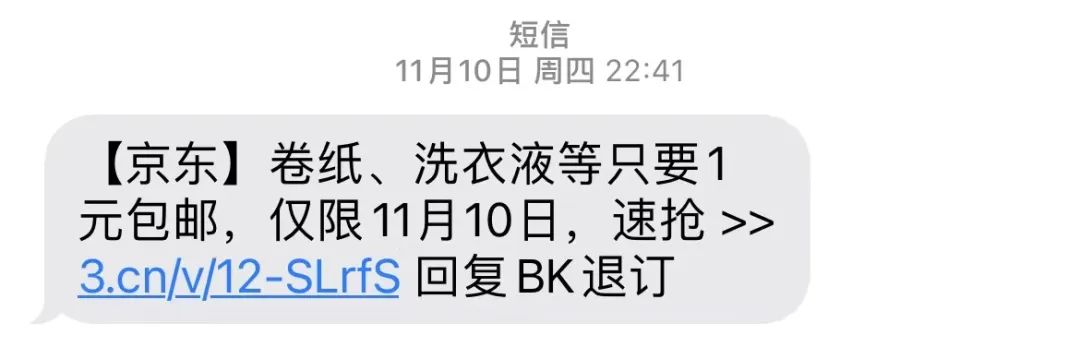 短信
11月10日 周四 22:41
【京东】卷纸、洗衣液等只要1
元包邮，仅限11月10日，速抢 >>
3.cn/v/12-SLrfS 回复BK退订